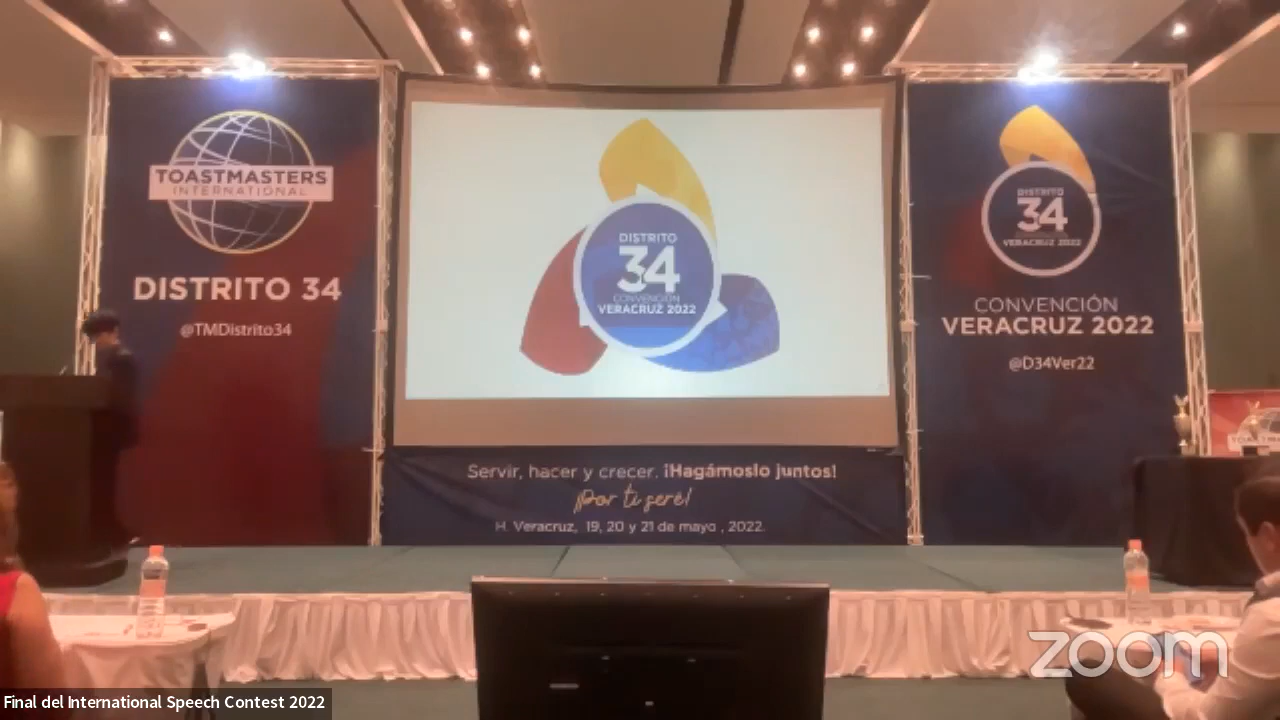 TOASTMASTERS
INTERNATIONAL
DISTRITO 34
@TMDistrito34
DISTRITO
34
CONVENCIÓN
VERACRUZ 2022
DISTRITO
34
VERACRUZ 2022
CONVENCIÓN
VERACRUZ 2022
@D34Ver22
Servir, hacer y crecer. ¡Hagámoslo juntos!
¡Por ti seré!
H. Veracruz, 19, 20 y 21 de mayo, 2022.
zoom
Final del International Speech Contest 2022